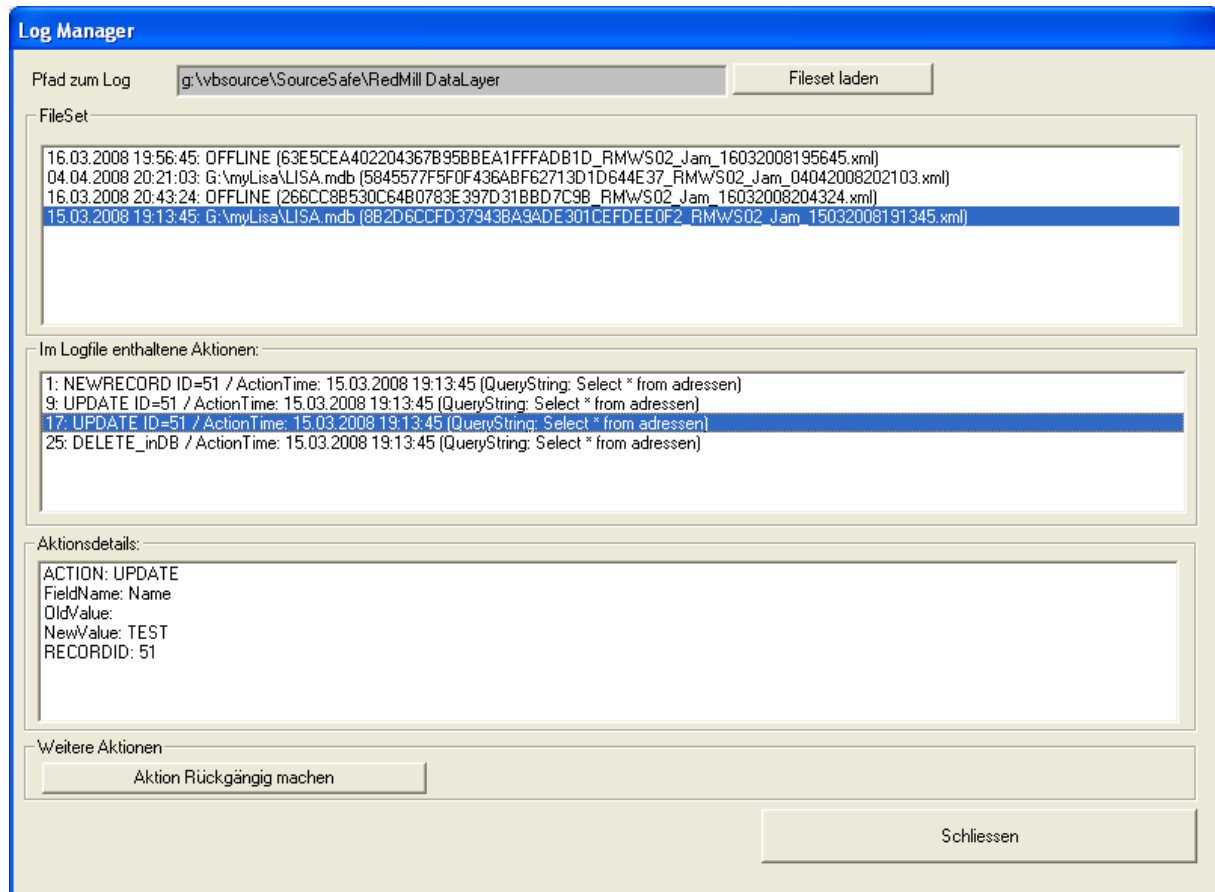 Log Manager
Pfad zum Log g:\vbsource\SourceSafe\RedMill DataLayer Fileset laden
FileSet
16.03.2008 19:56:45: OFFLINE (63E5CEA402204367B95BBEA1FFFADB1D_RMWS02_Jam_16032008195645.xml)
04.04.2008 20:21:03: G:\myLisa\LISA.mdb (5845577F5F0F436ABF62713D1D644E37_RMWS02_Jam_04042008202103.xml)
16.03.2008 20:43:24: OFFLINE (266CC8B530C64B0783E397D31BBD7C9B_RMWS02_Jam_16032008204324.xml)
15.03.2008 19:13:45: G:\myLisa\LISA.mdb (8B2D6CCFD37943BA9ADE301CEFDEE0F2_RMWS02_Jam_15032008191345.xml)
Im Logfile enthaltene Aktionen:
1: NEWRECORD ID=51 / ActionTime: 15.03.2008 19:13:45 (QueryString: Select * from adressen)
9: UPDATE ID=51 / ActionTime: 15.03.2008 19:13:45 (QueryString: Select * from adressen)
17: UPDATE ID=51 / ActionTime: 15.03.2008 19:13:45 (QueryString: Select * from adressen)
25: DELETE_inDB / ActionTime: 15.03.2008 19:13:45 (QueryString: Select * from adressen)
Aktionsdetails:
ACTION: UPDATE
FieldName: Name
OldValue:
NewValue: TEST
RECORDID: 51
Weitere Aktionen
Aktion Rückgängig machen
Schliessen